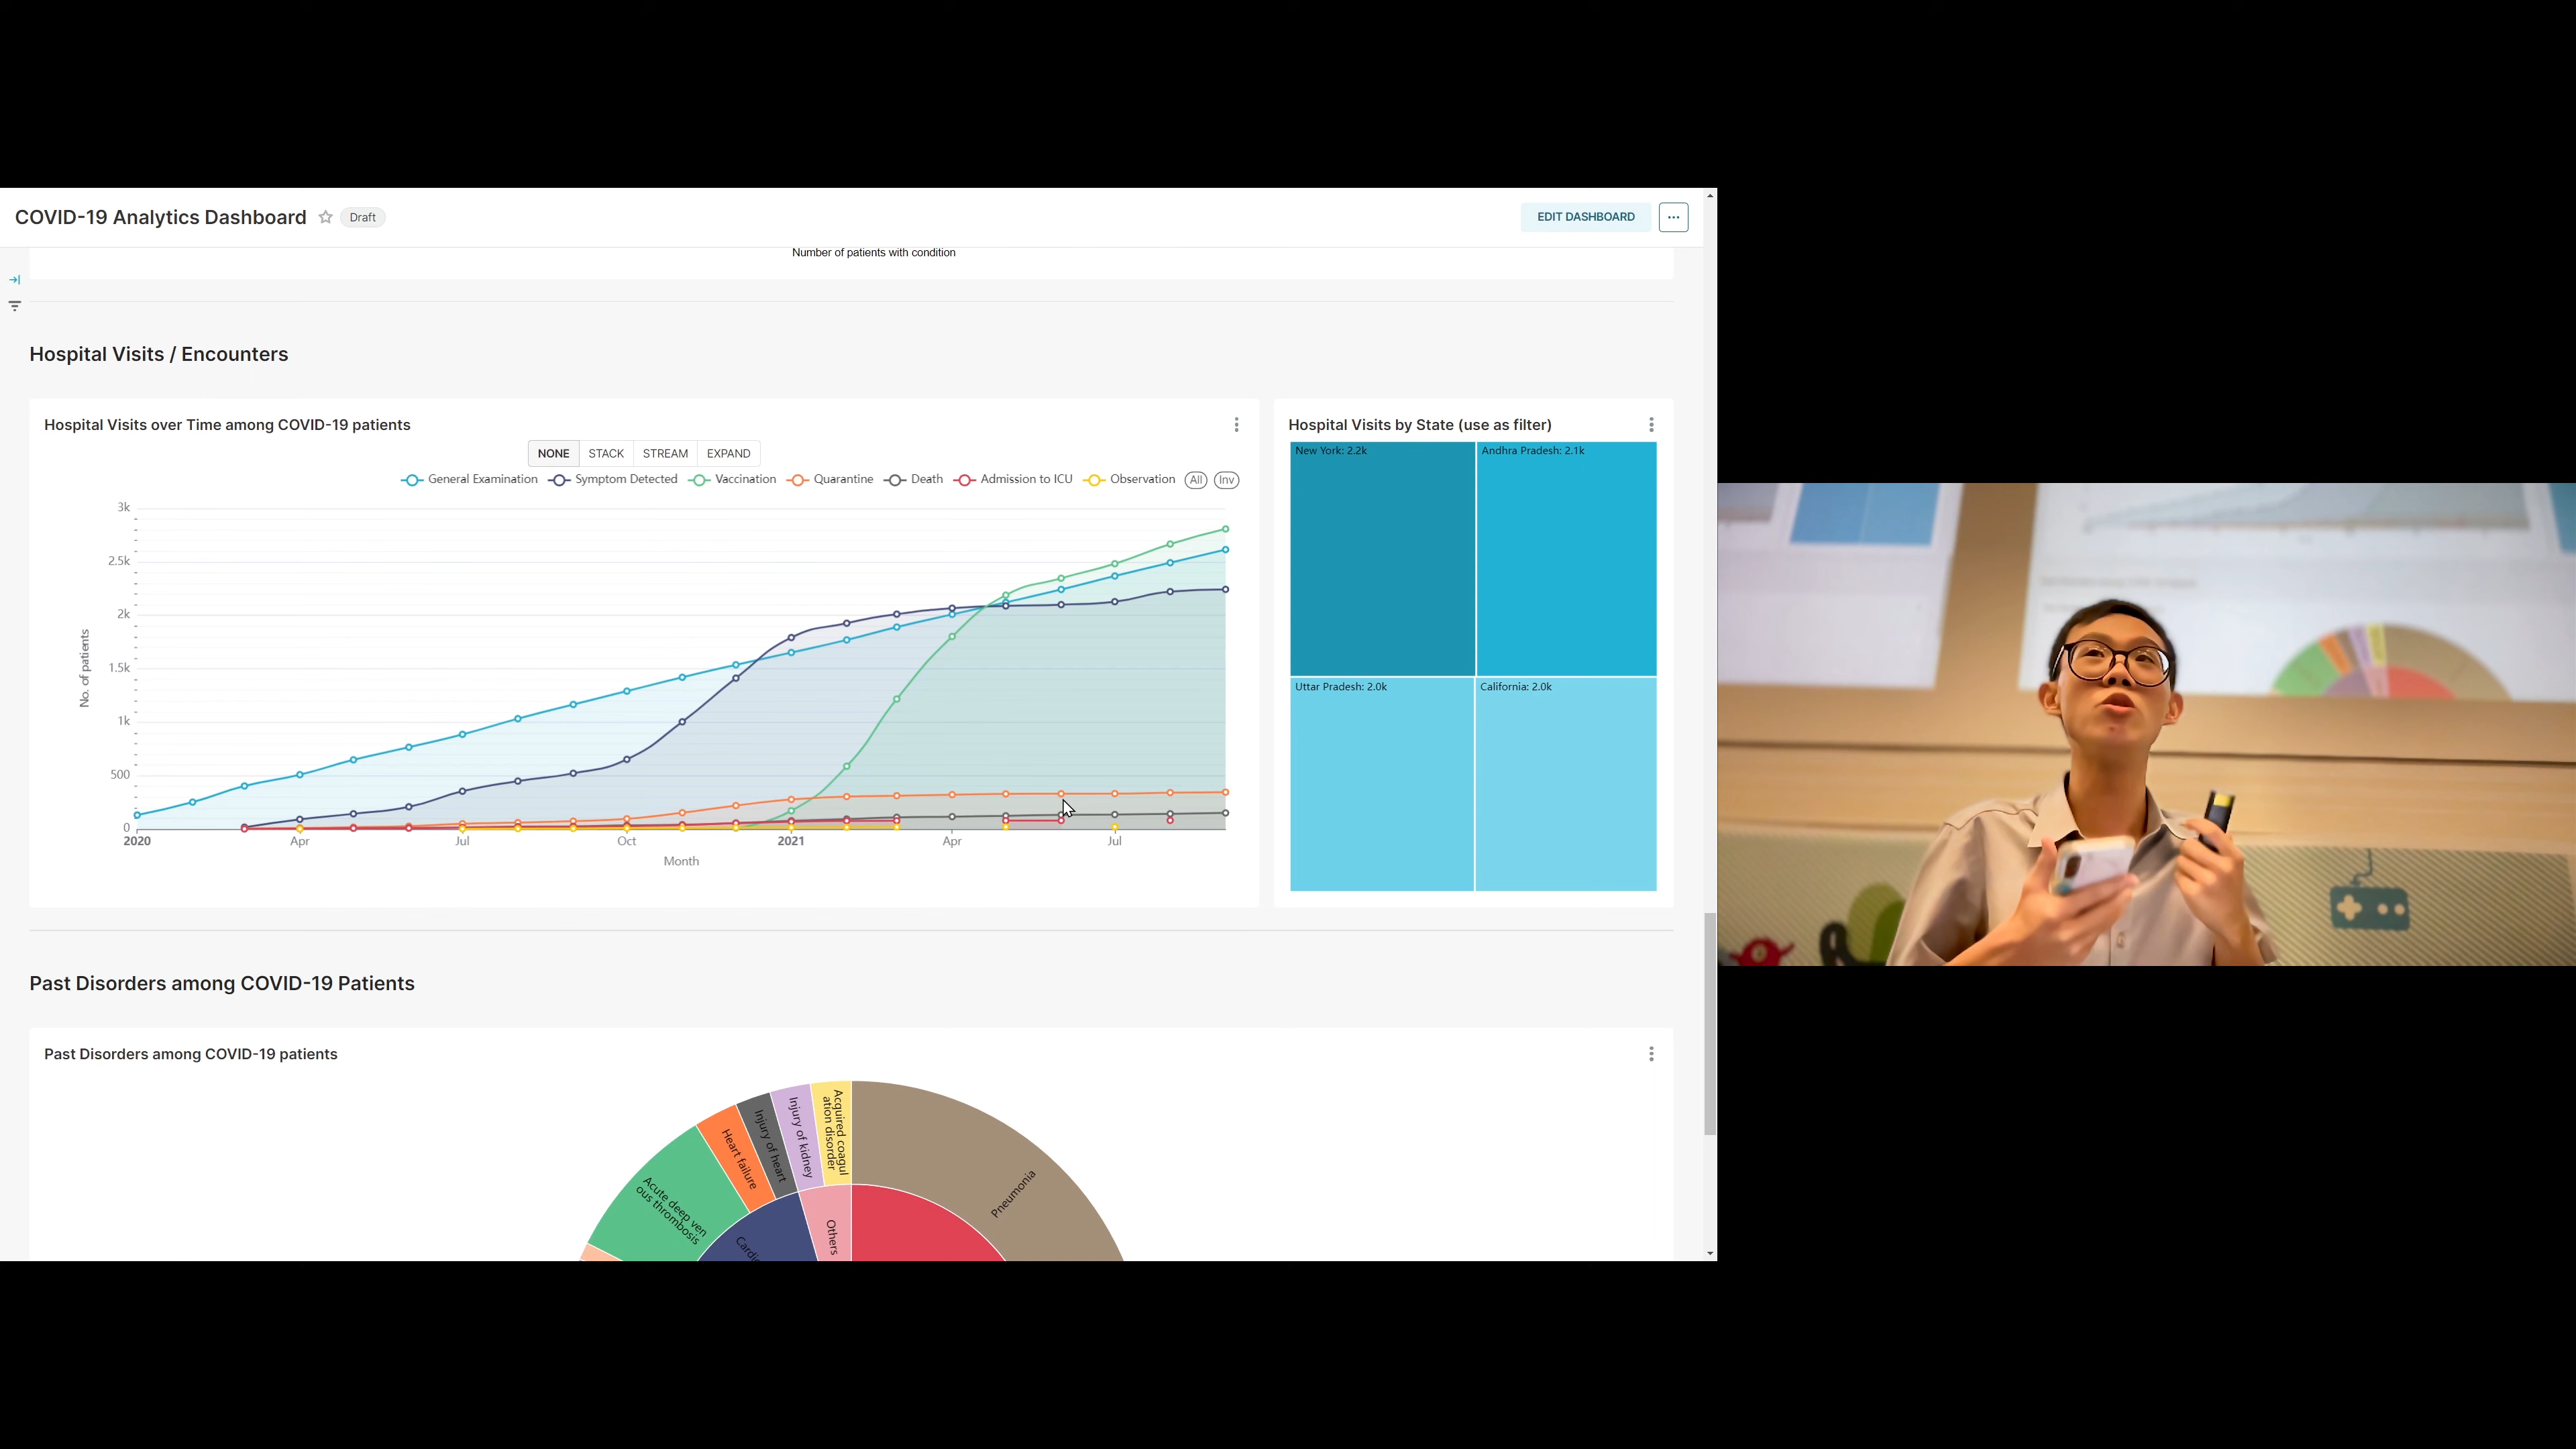 COVID-19 Analytics Dashboard
Draft
EDIT DASHBOARD
Number of patients with condition
Hospital Visits / Encounters
Hospital Visits over Time among COVID-19 patients
NONE STACK STREAM EXPAND
General Examination Symptom Detected Vaccination Quarantine Death Admission to ICU Observation All Inv
3k
2.5k
2k
1.5k
1k
500
0
No. of patients
2020 Apr Jul Oct 2021 Apr Jul
Month
Hospital Visits by State (use as filter)
New York: 2.2k
Andhra Pradesh: 2.1k
Uttar Pradesh: 2.0k
California: 2.0k
Past Disorders among COVID-19 Patients
Past Disorders among COVID-19 patients
Acute deep ven
ous thrombosis
Heart failure
Injury of heart
Injury of kidney
Acquired coagul
ation disorder
Pneumonia
Others